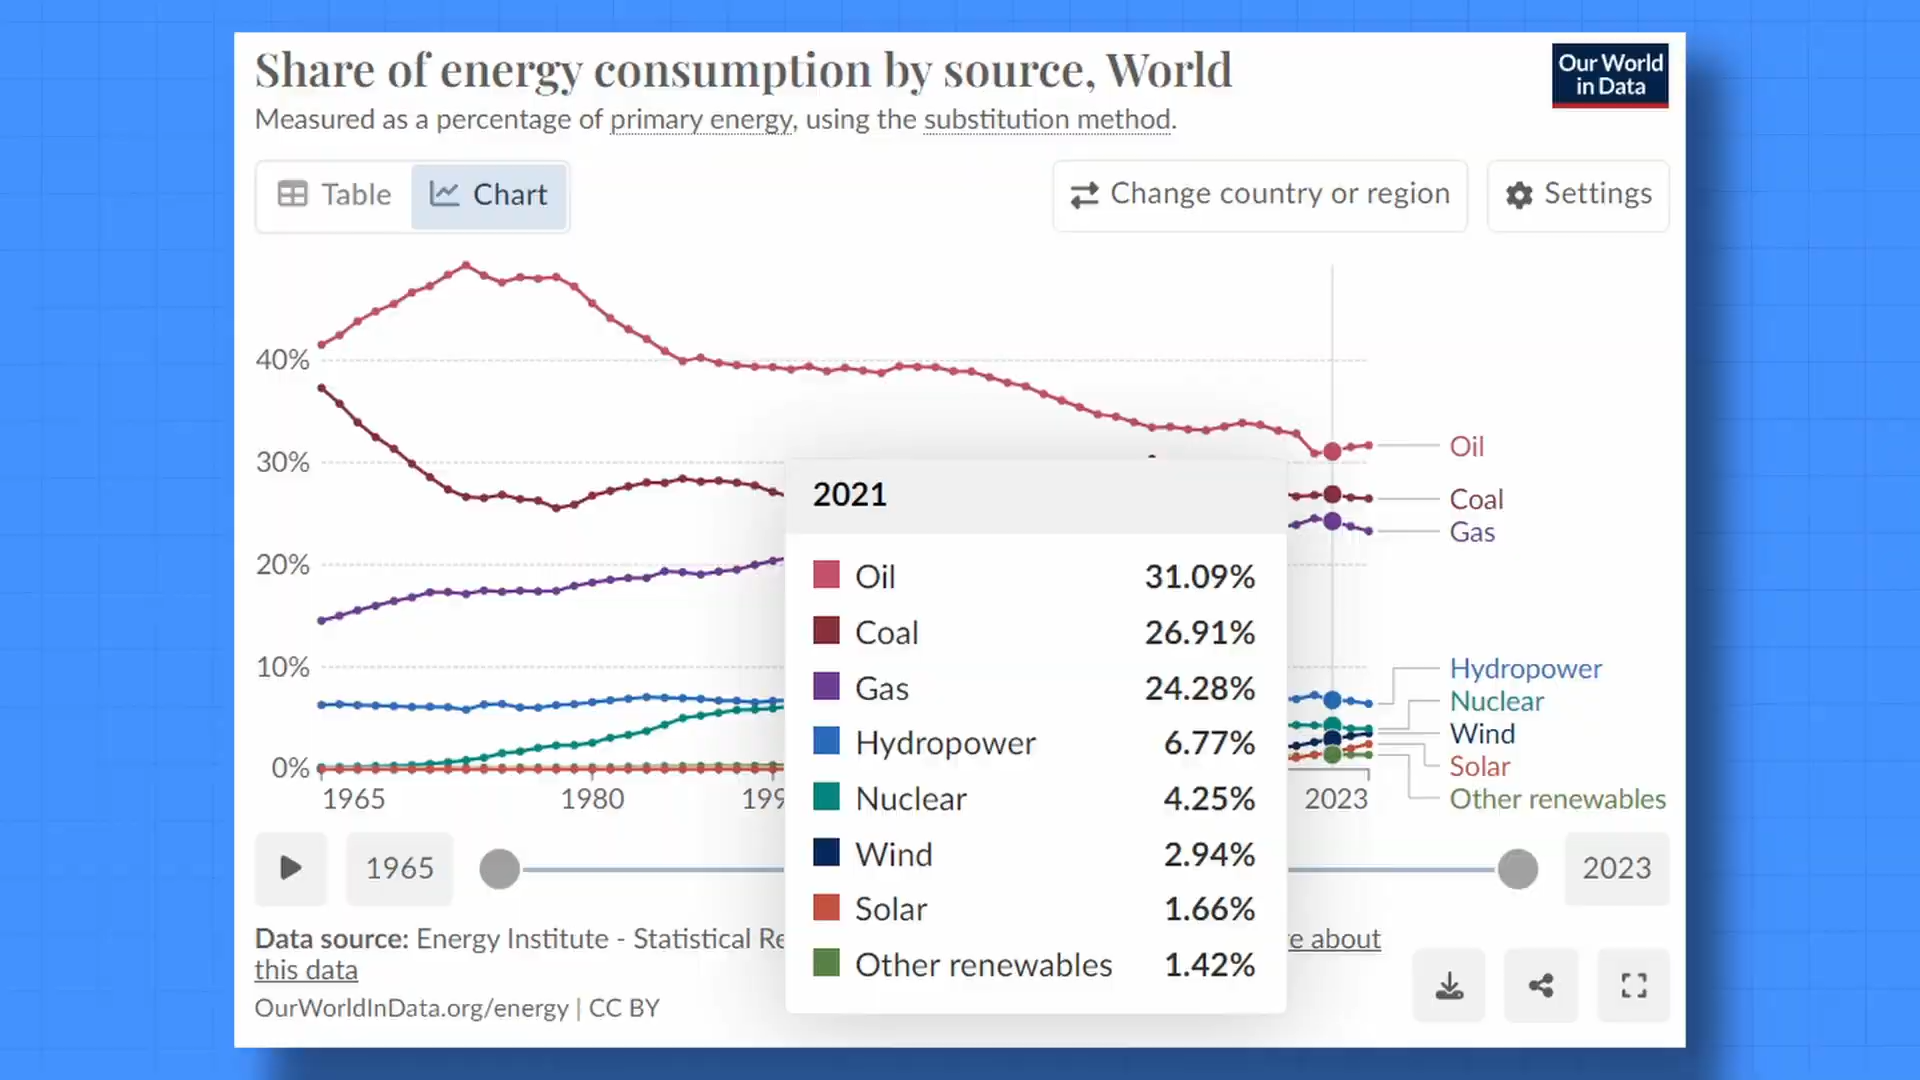 Share of energy consumption by source, World
Our World
in Data
Measured as a percentage of primary energy, using the substitution method.
Table
Chart
Change country or region
Settings
40%
30%
20%
10%
0%
Oil
Coal
Gas
Hydropower
Nuclear
Wind
Solar
Other renewables
1965
1980
199
2023
2021
Oil 31.09%
Coal 26.91%
Gas 24.28%
Hydropower 6.77%
Nuclear 4.25%
Wind 2.94%
Solar 1.66%
Other renewables 1.42%
1965
2023
Data source: Energy Institute - Statistical Re
e about
this data
OurWorldInData.org/energy | CC BY